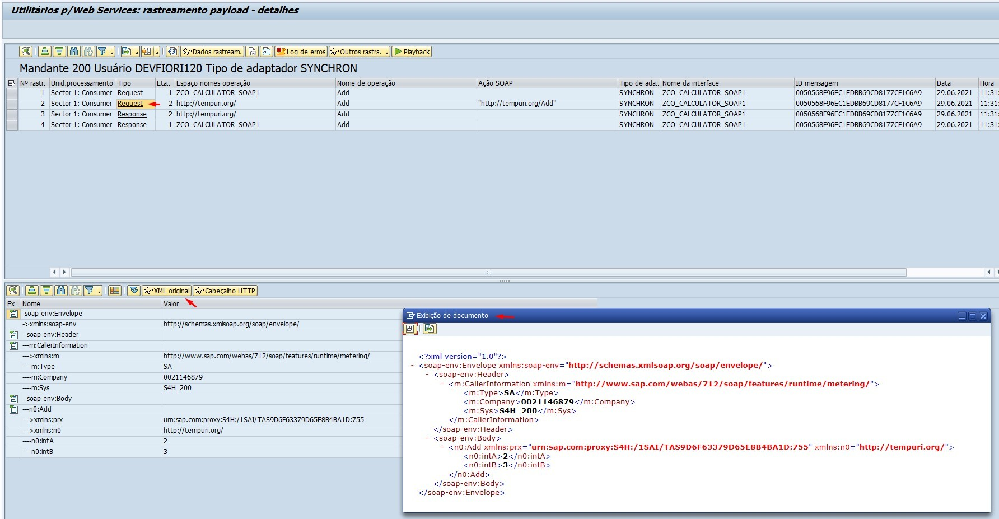 Utilitários p/Web Services: rastreamento payload - detalhes
Dados rastream. Log de erros Outros rastrs. Playback
Mandante 200 Usuário DEVFIORI120 Tipo de adaptador SYNCHRON
Nº rastr... Unid.processamento Tipo Eta... Espaço nomes operação Nome de operação Ação SOAP Tipo de ada... Nome da interface ID mensagem Data Hora
1 Sector 1: Consumer Request 1 ZCO_CALCULATOR_SOAP1 Add SYNCHRON ZCO_CALCULATOR_SOAP1 0050568F96EC1EDBB69CD8177CF1C6A9 29.06.2021 11:31:
2 Sector 1: Consumer Request 2 http://tempuri.org/ Add "http://tempuri.org/Add" SYNCHRON ZCO_CALCULATOR_SOAP1 0050568F96EC1EDBB69CD8177CF1C6A9 29.06.2021 11:31:
3 Sector 1: Consumer Response 2 http://tempuri.org/ Add SYNCHRON ZCO_CALCULATOR_SOAP1 0050568F96EC1EDBB69CD8177CF1C6A9 29.06.2021 11:31:
4 Sector 1: Consumer Response 1 ZCO_CALCULATOR_SOAP1 Add SYNCHRON ZCO_CALCULATOR_SOAP1 0050568F96EC1EDBB69CD8177CF1C6A9 29.06.2021 11:31:
XML original Cabeçalho HTTP
Ex... Nome Valor
-soap-env:Envelope
->xmlns:soap-env http://schemas.xmlsoap.org/soap/envelope/
--soap-env:Header
---m:CallerInformation
--->xmlns:m http://www.sap.com/webas/712/soap/features/runtime/metering/
----m:Type SA
----m:Company 0021146879
----m:Sys S4H_200
--soap-env:Body
---n0:Add
--->xmlns:prx urn:sap.com:proxy:S4H:/1SAI/TAS9D6F63379D65E8B4BA1D:755
--->xmlns:n0 http://tempuri.org/
----n0:intA 2
----n0:intB 3
Exibição de documento
<?xml version="1.0"?>
- <soap-env:Envelope xmlns:soap-env="http://schemas.xmlsoap.org/soap/envelope/">
- <soap-env:Header>
- <m:CallerInformation xmlns:m="http://www.sap.com/webas/712/soap/features/runtime/metering/">
<m:Type>SA</m:Type>
<m:Company>0021146879</m:Company>
<m:Sys>S4H_200</m:Sys>
</m:CallerInformation>
</soap-env:Header>
- <soap-env:Body>
- <n0:Add xmlns:prx="urn:sap.com:proxy:S4H:/1SAI/TAS9D6F63379D65E8B4BA1D:755" xmlns:n0="http://tempuri.org/">
<n0:intA>2</n0:intA>
<n0:intB>3</n0:intB>
</n0:Add>
</soap-env:Body>
</soap-env:Envelope>